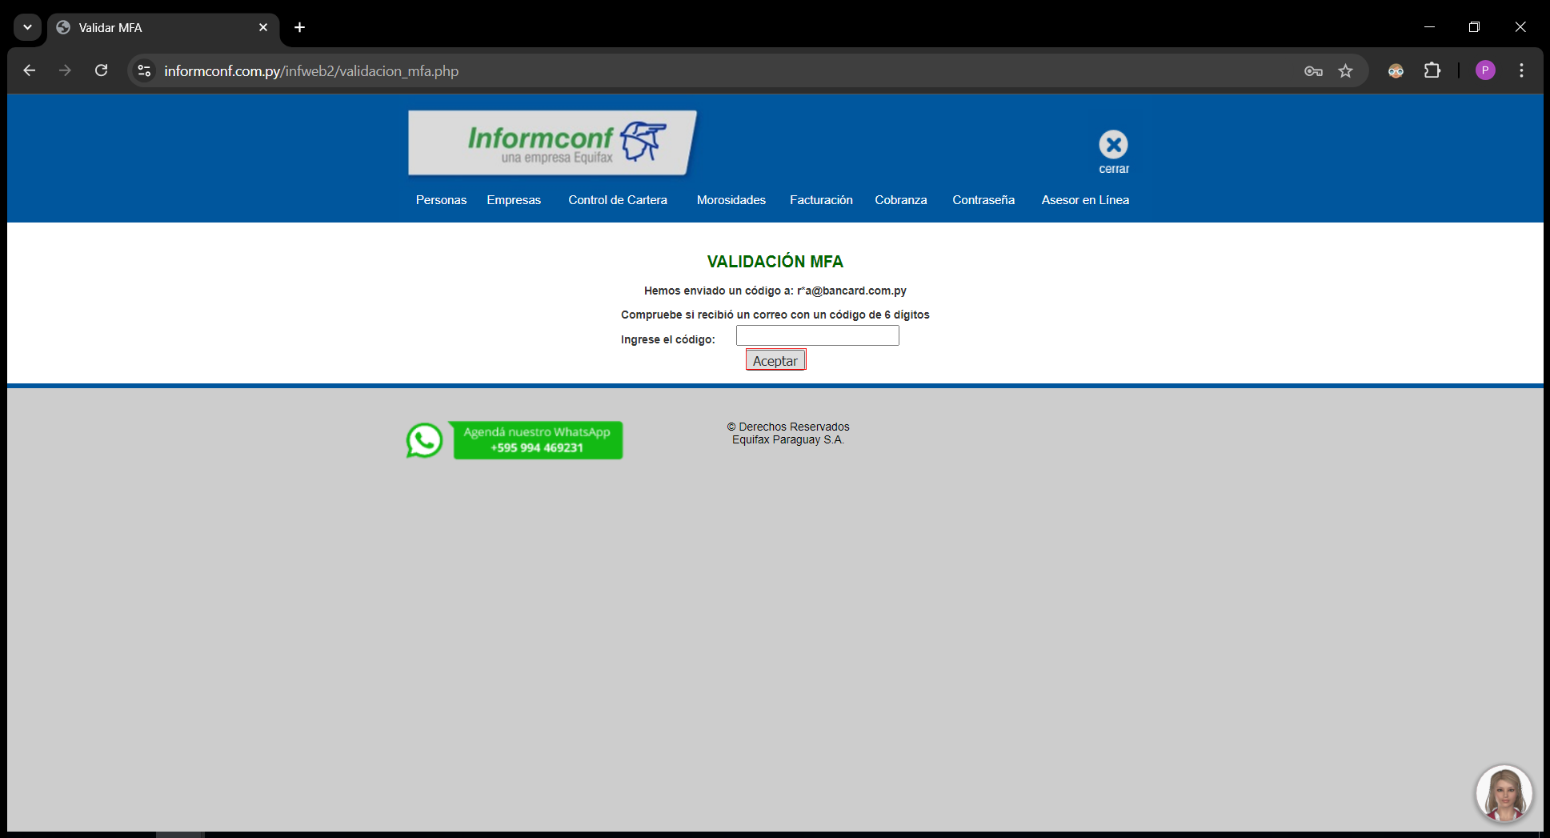 Validar MFA
informconf.com.py/infweb2/validacion_mfa.php
P
Informconf
una empresa Equifax
cerrar
Personas Empresas Control de Cartera Morosidades Facturación Cobranza Contraseña Asesor en Línea
VALIDACIÓN MFA
Hemos enviado un código a: r*a@bancard.com.py
Compruebe si recibió un correo con un código de 6 digitos
Ingrese el código:
Aceptar
Agendá nuestro WhatsApp
+595 994 469231
© Derechos Reservados
Equifax Paraguay S.A.